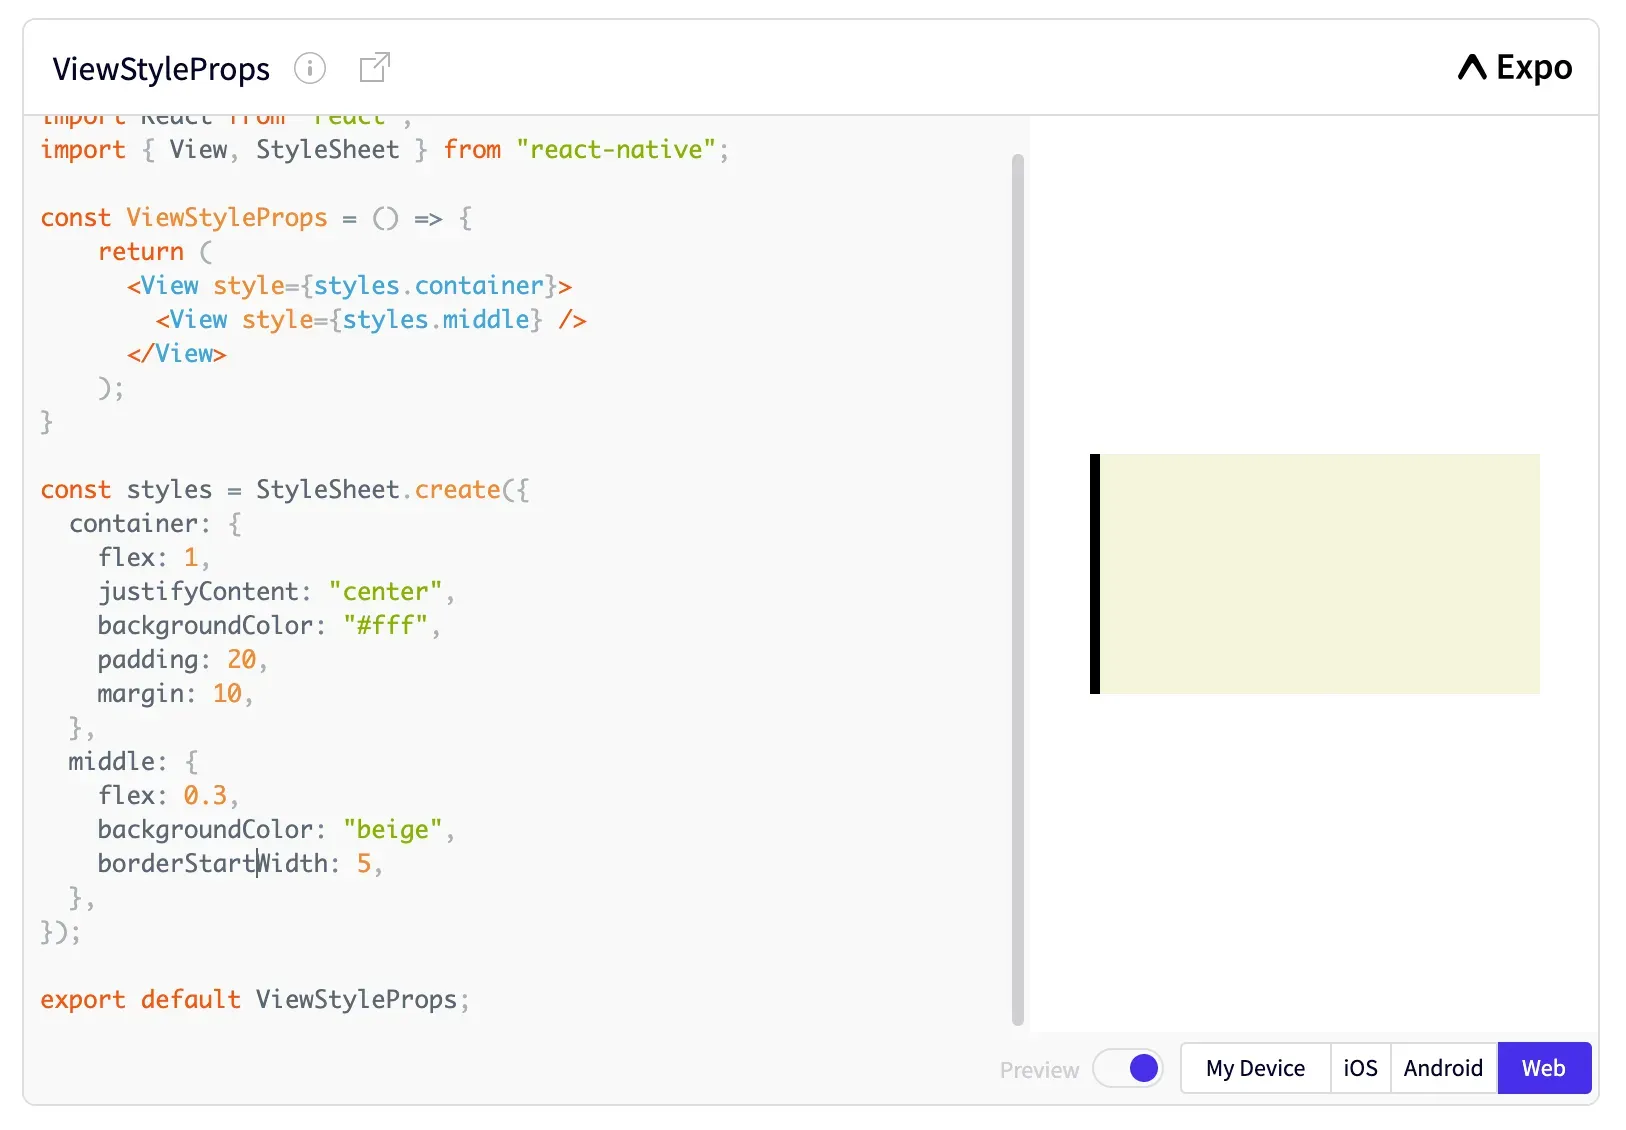 ViewStyleProps
Expo
import React from "react";
import { View, StyleSheet } from "react-native";
const ViewStyleProps = () => {
    return (
      <View style={styles.container}>
        <View style={styles.middle} />
      </View>
    );
}
const styles = StyleSheet.create({
  container: {
    flex: 1,
    justifyContent: "center",
    backgroundColor: "#fff",
    padding: 20,
    margin: 10,
  },
  middle: {
    flex: 0.3,
    backgroundColor: "beige",
    borderStartWidth: 5,
  },
});
export default ViewStyleProps;
Preview
My Device
iOS
Android
Web